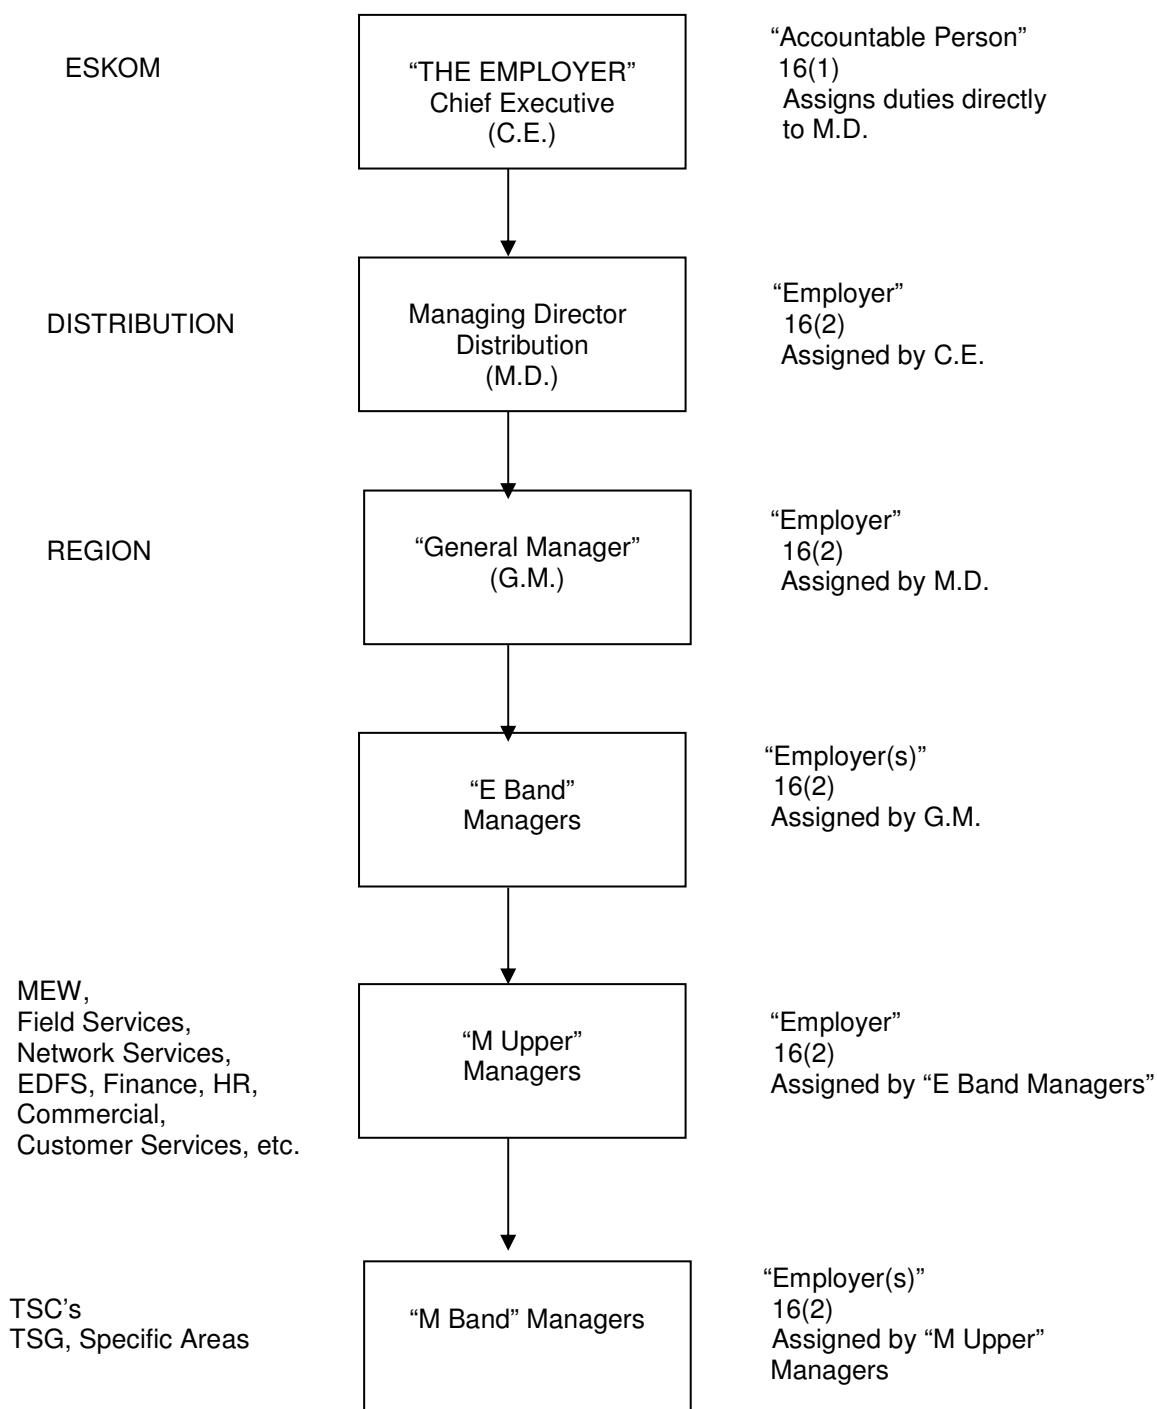 ESKOM
“THE EMPLOYER”
Chief Executive
(C.E.)
“Accountable Person”
16(1)
Assigns duties directly
to M.D.
DISTRIBUTION
Managing Director
Distribution
(M.D.)
“Employer”
16(2)
Assigned by C.E.
REGION
“General Manager”
(G.M.)
“Employer”
16(2)
Assigned by M.D.
“E Band”
Managers
“Employer(s)”
16(2)
Assigned by G.M.
MEW,
Field Services,
Network Services,
EDFS, Finance, HR,
Commercial,
Customer Services, etc.
“M Upper”
Managers
“Employer”
16(2)
Assigned by “E Band Managers”
TSC’s
TSG, Specific Areas
“M Band” Managers
“Employer(s)”
16(2)
Assigned by “M Upper”
Managers